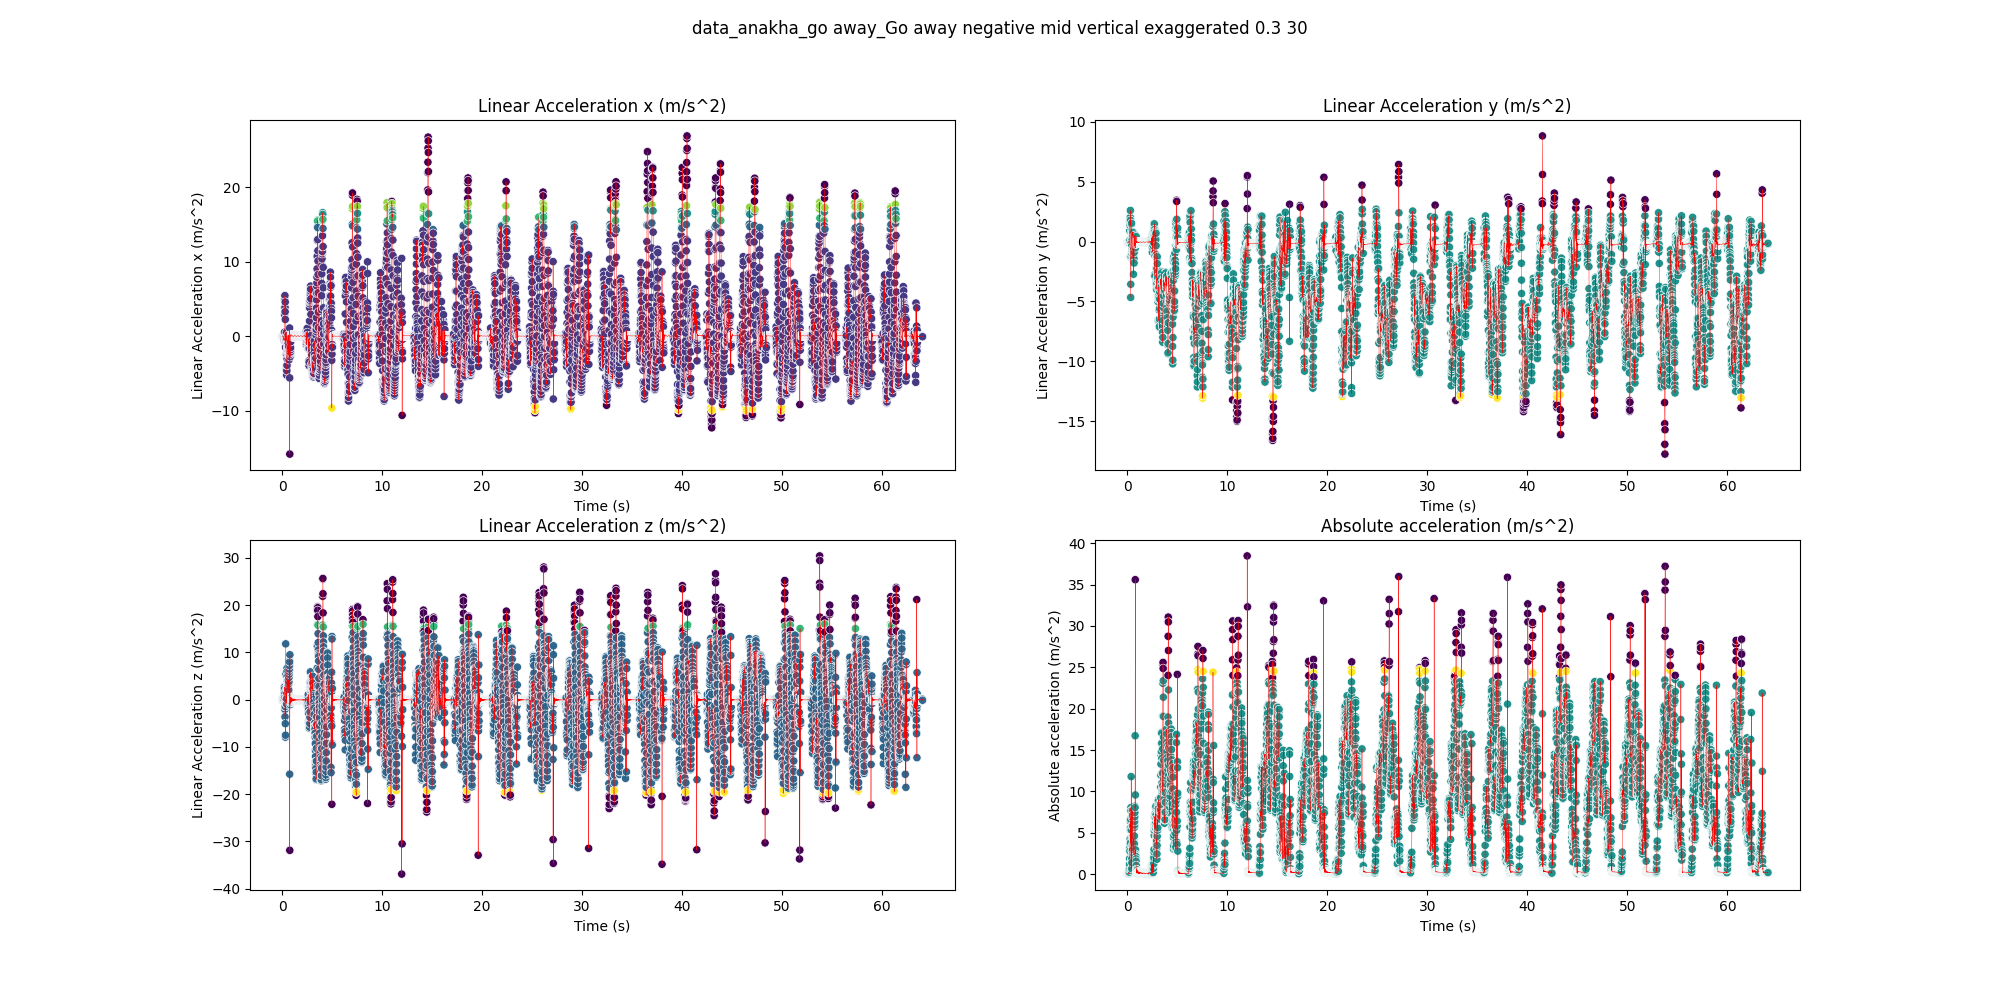 data_anakha_go away_Go away negative mid vertical exaggerated 0.3 30
Linear Acceleration x (m/s^2)
Linear Acceleration x (m/s^2)
20
10
0
−10
0 10 20 30 40 50 60
Time (s)
Linear Acceleration y (m/s^2)
Linear Acceleration y (m/s^2)
10
5
0
−5
−10
−15
0 10 20 30 40 50 60
Time (s)
Linear Acceleration z (m/s^2)
Linear Acceleration z (m/s^2)
30
20
10
0
−10
−20
−30
−40
0 10 20 30 40 50 60
Time (s)
Absolute acceleration (m/s^2)
Absolute acceleration (m/s^2)
40
35
30
25
20
15
10
5
0
0 10 20 30 40 50 60
Time (s)